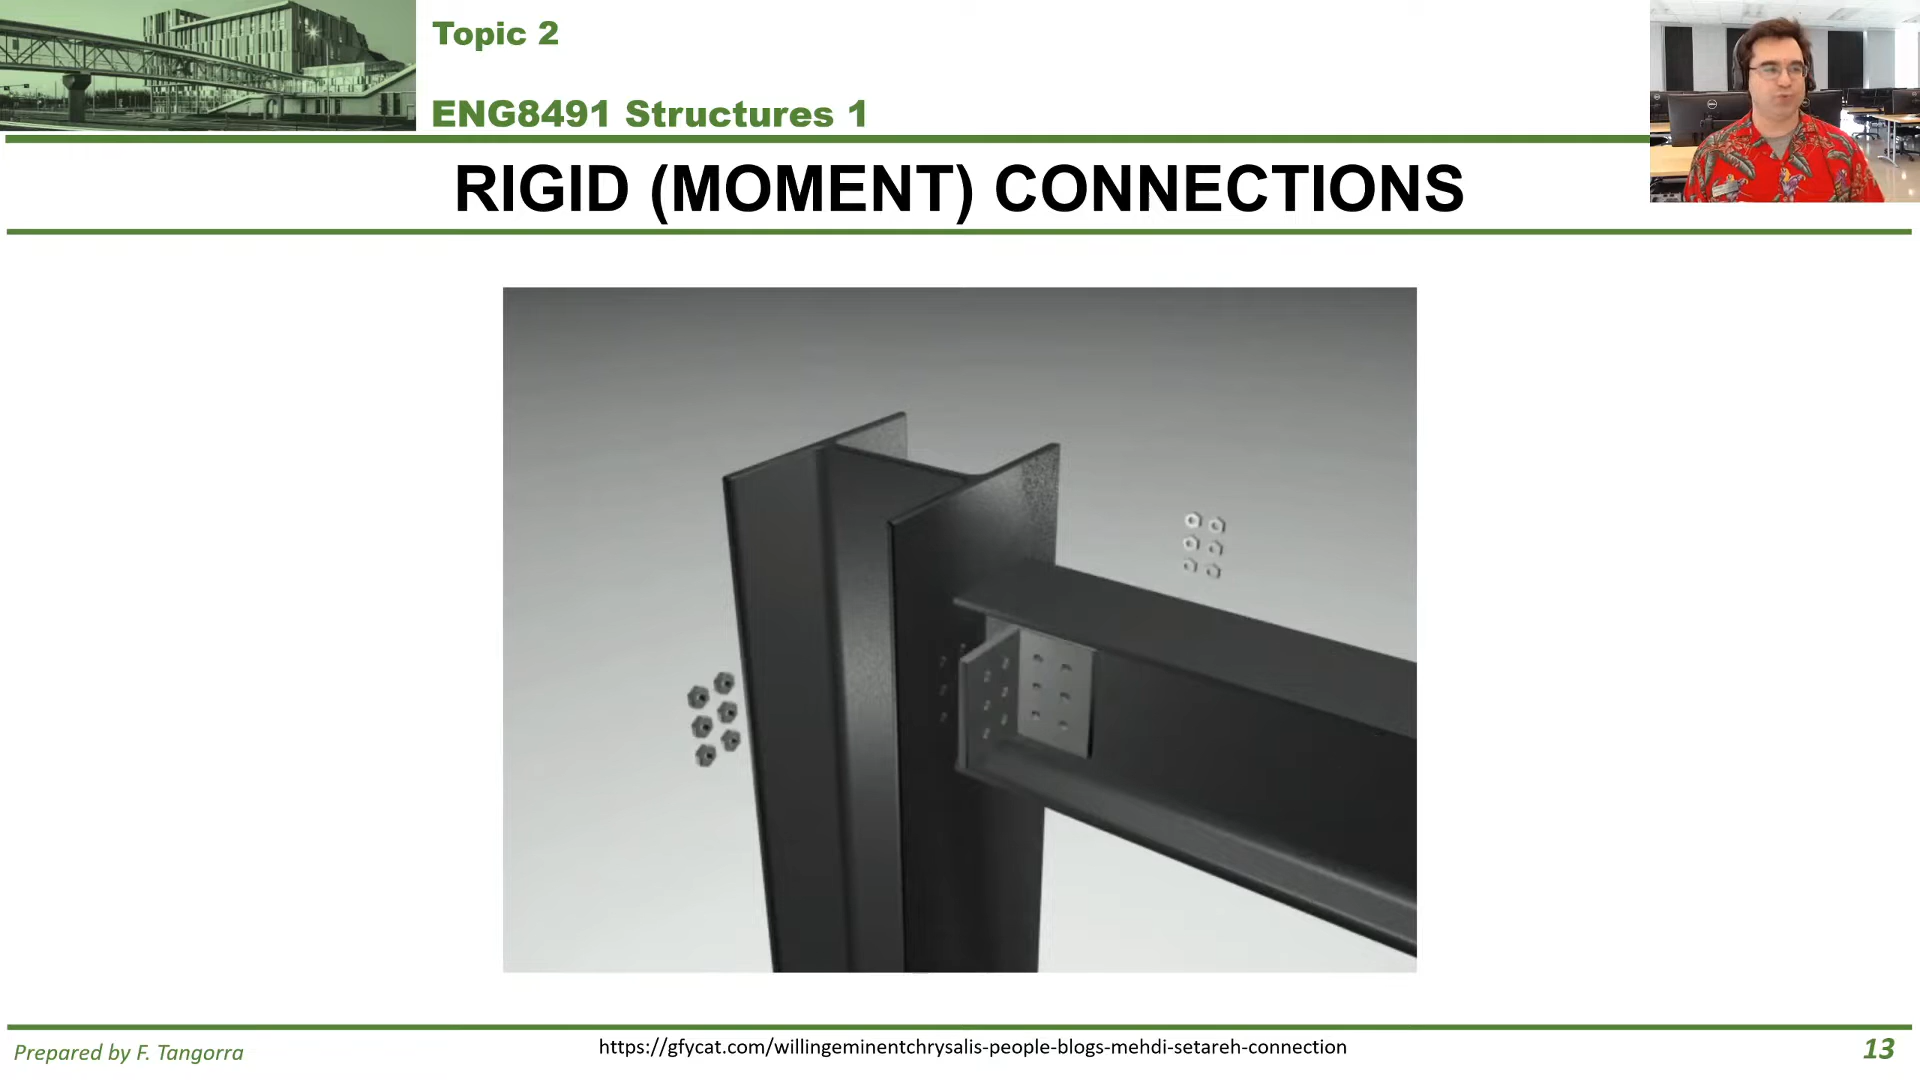 Topic 2
ENG8491 Structures 1
RIGID (MOMENT) CONNECTIONS
Prepared by F. Tangorra
https://gfycat.com/willingeminentchrysalis-people-blogs-mehdi-setareh-connection
13